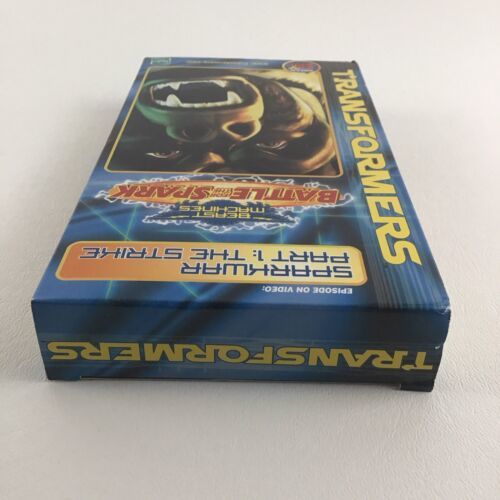 TRANSFORMERS
BEAST
MACHINES
BATTLE FOR THE SPARK
EPISODE ON VIDEO:
SPARKWAR
PART 1: THE STRIKE
TRANSFORMERS